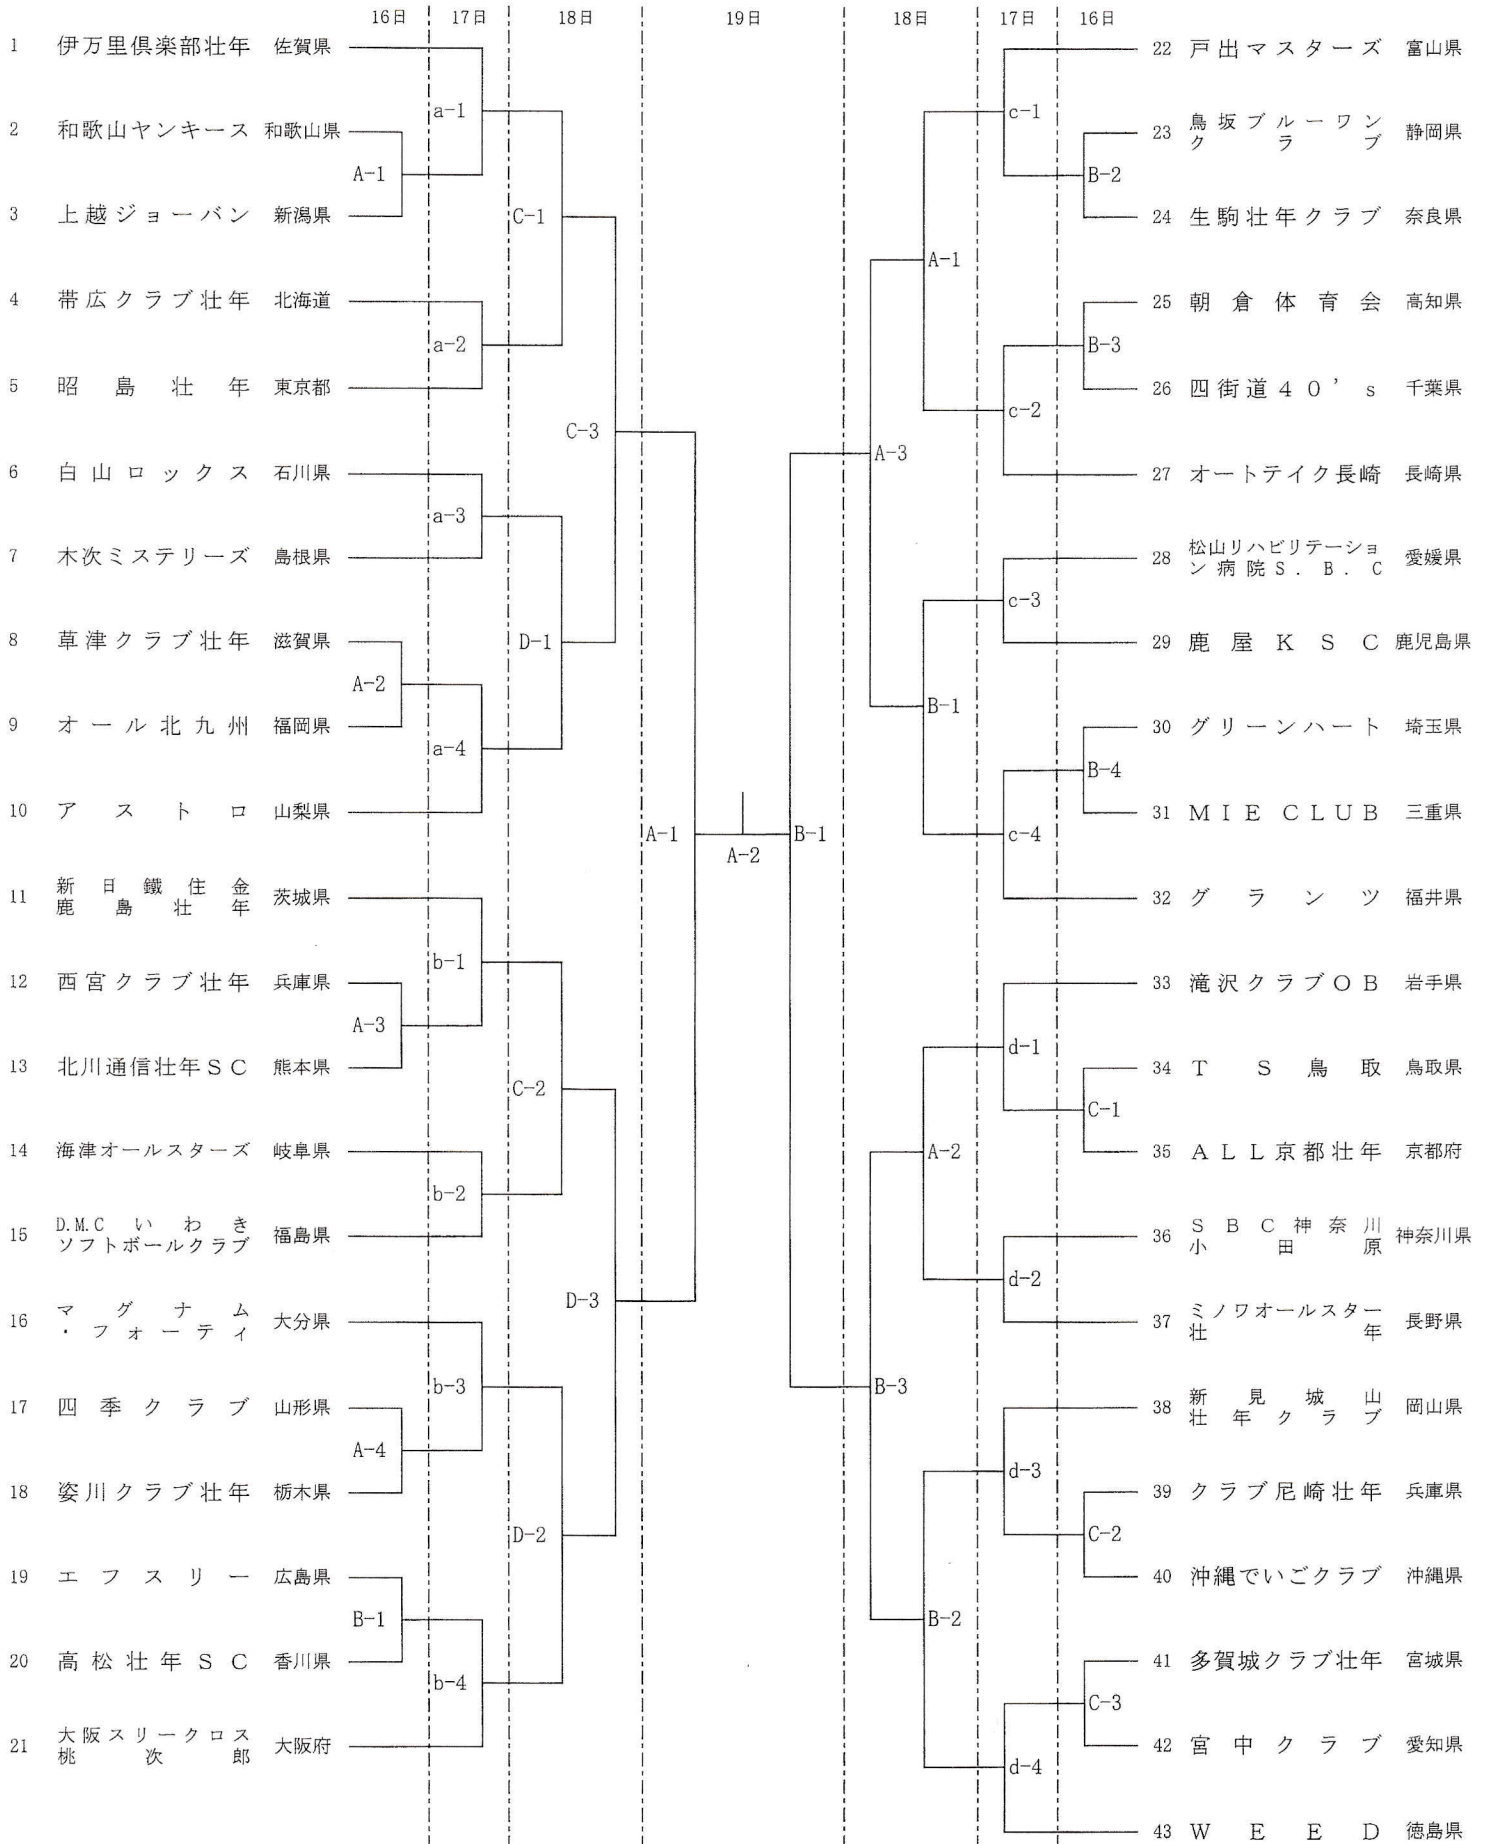 16日 17日 18日 19日 18日 17日 16日
1 伊万里倶楽部壮年 佐賀県
a-1
2 和歌山ヤンキース 和歌山県
A-1
3 上越ジョーバン 新潟県
C-1
4 帯広クラブ壮年 北海道
a-2
5 昭島壮年 東京都
C-3
6 白山ロックス 石川県
a-3
7 木次ミステリーズ 島根県
8 草津クラブ壮年 滋賀県
D-1
A-2
9 オール北九州 福岡県
a-4
10 アストロ 山梨県
A-1
11 新日鐵住金
鹿島壮年 茨城県
b-1
12 西宮クラブ壮年 兵庫県
A-3
13 北川通信壮年SC 熊本県
C-2
14 海津オールスターズ 岐阜県
b-2
15 D.M.C いわき
ソフトボールクラブ 福島県
D-3
16 マグナム
・フォーティ 大分県
b-3
17 四季クラブ 山形県
A-4
18 姿川クラブ壮年 栃木県
D-2
19 エフスリー 広島県
B-1
20 高松壮年SC 香川県
b-4
21 大阪スリークロス
桃次郎 大阪府
A-2
22 戸出マスターズ 富山県
c-1
23 鳥坂ブルーワン
クラブ 静岡県
B-2
24 生駒壮年クラブ 奈良県
A-1
25 朝倉体育会 高知県
B-3
26 四街道40's 千葉県
c-2
A-3
27 オートテイク長崎 長崎県
28 松山リハビリテーショ
ン病院S.B.C 愛媛県
c-3
29 鹿屋KSC 鹿児島県
B-1
30 グリーンハート 埼玉県
B-4
31 MIE CLUB 三重県
c-4
B-1
32 グランツ 福井県
33 滝沢クラブOB 岩手県
d-1
34 TS鳥取 鳥取県
C-1
35 ALL京都壮年 京都府
A-2
36 SBC神奈川
小田原 神奈川県
d-2
37 ミノワオールスター
壮年 長野県
B-3
38 新見城山
壮年クラブ 岡山県
d-3
39 クラブ尼崎壮年 兵庫県
C-2
40 沖縄でいごクラブ 沖縄県
B-2
41 多賀城クラブ壮年 宮城県
C-3
42 宮中クラブ 愛知県
d-4
43 WEED 徳島県